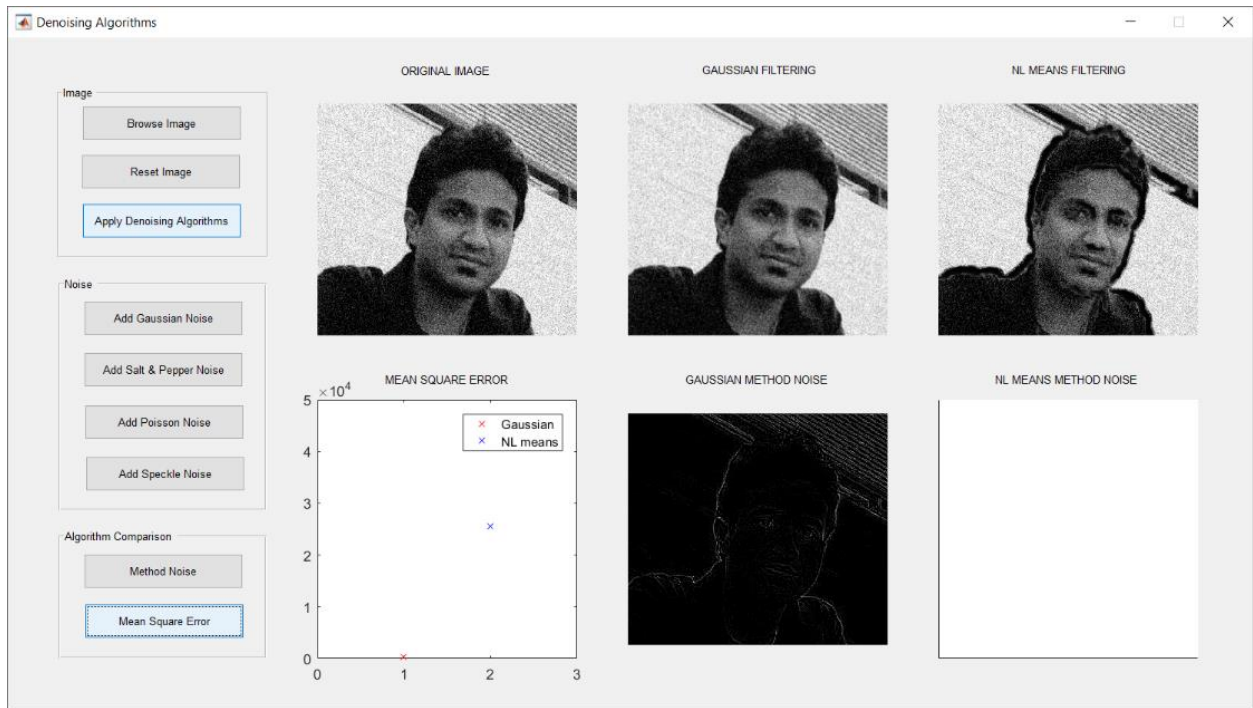 Denoising Algorithms
Image
Browse Image
Reset Image
Apply Denoising Algorithms
Noise
Add Gaussian Noise
Add Salt & Pepper Noise
Add Poisson Noise
Add Speckle Noise
Algorithm Comparison
Method Noise
Mean Square Error
ORIGINAL IMAGE
GAUSSIAN FILTERING
NL MEANS FILTERING
MEAN SQUARE ERROR
×10⁴
5
4
3
2
1
0
0 1 2 3
Gaussian
NL means
GAUSSIAN METHOD NOISE
NL MEANS METHOD NOISE